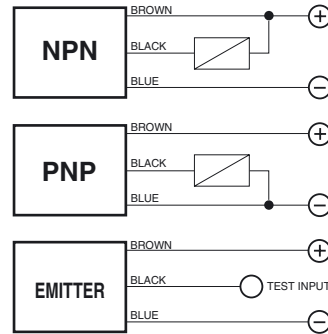 BROWN
NPN
BLACK
BLUE
BROWN
PNP
BLACK
BLUE
BROWN
EMITTER
BLACK
TEST INPUT
BLUE